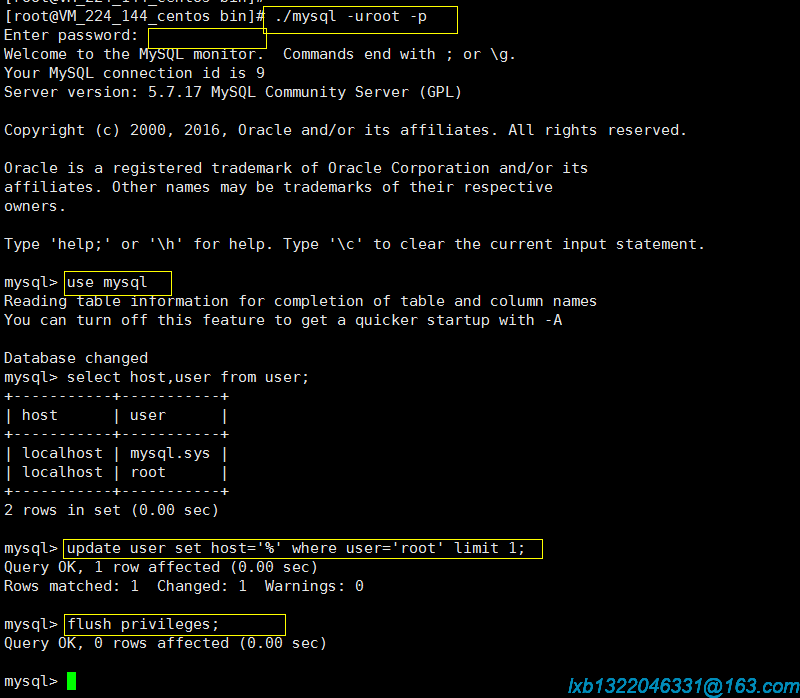 [root@VM_224_144_centos bin]#
[root@VM_224_144_centos bin]# ./mysql -uroot -p
Enter password:
Welcome to the MySQL monitor.  Commands end with ; or \g.
Your MySQL connection id is 9
Server version: 5.7.17 MySQL Community Server (GPL)
Copyright (c) 2000, 2016, Oracle and/or its affiliates. All rights reserved.
Oracle is a registered trademark of Oracle Corporation and/or its
affiliates. Other names may be trademarks of their respective
owners.
Type 'help;' or '\h' for help. Type '\c' to clear the current input statement.
mysql> use mysql
Reading table information for completion of table and column names
You can turn off this feature to get a quicker startup with -A
Database changed
mysql> select host,user from user;
+-----------+-----------+
| host      | user      |
+-----------+-----------+
| localhost | mysql.sys |
| localhost | root      |
+-----------+-----------+
2 rows in set (0.00 sec)
mysql> update user set host='%' where user='root' limit 1;
Query OK, 1 row affected (0.00 sec)
Rows matched: 1  Changed: 1  Warnings: 0
mysql> flush privileges;
Query OK, 0 rows affected (0.00 sec)
mysql>
lxb1322046331@163.com